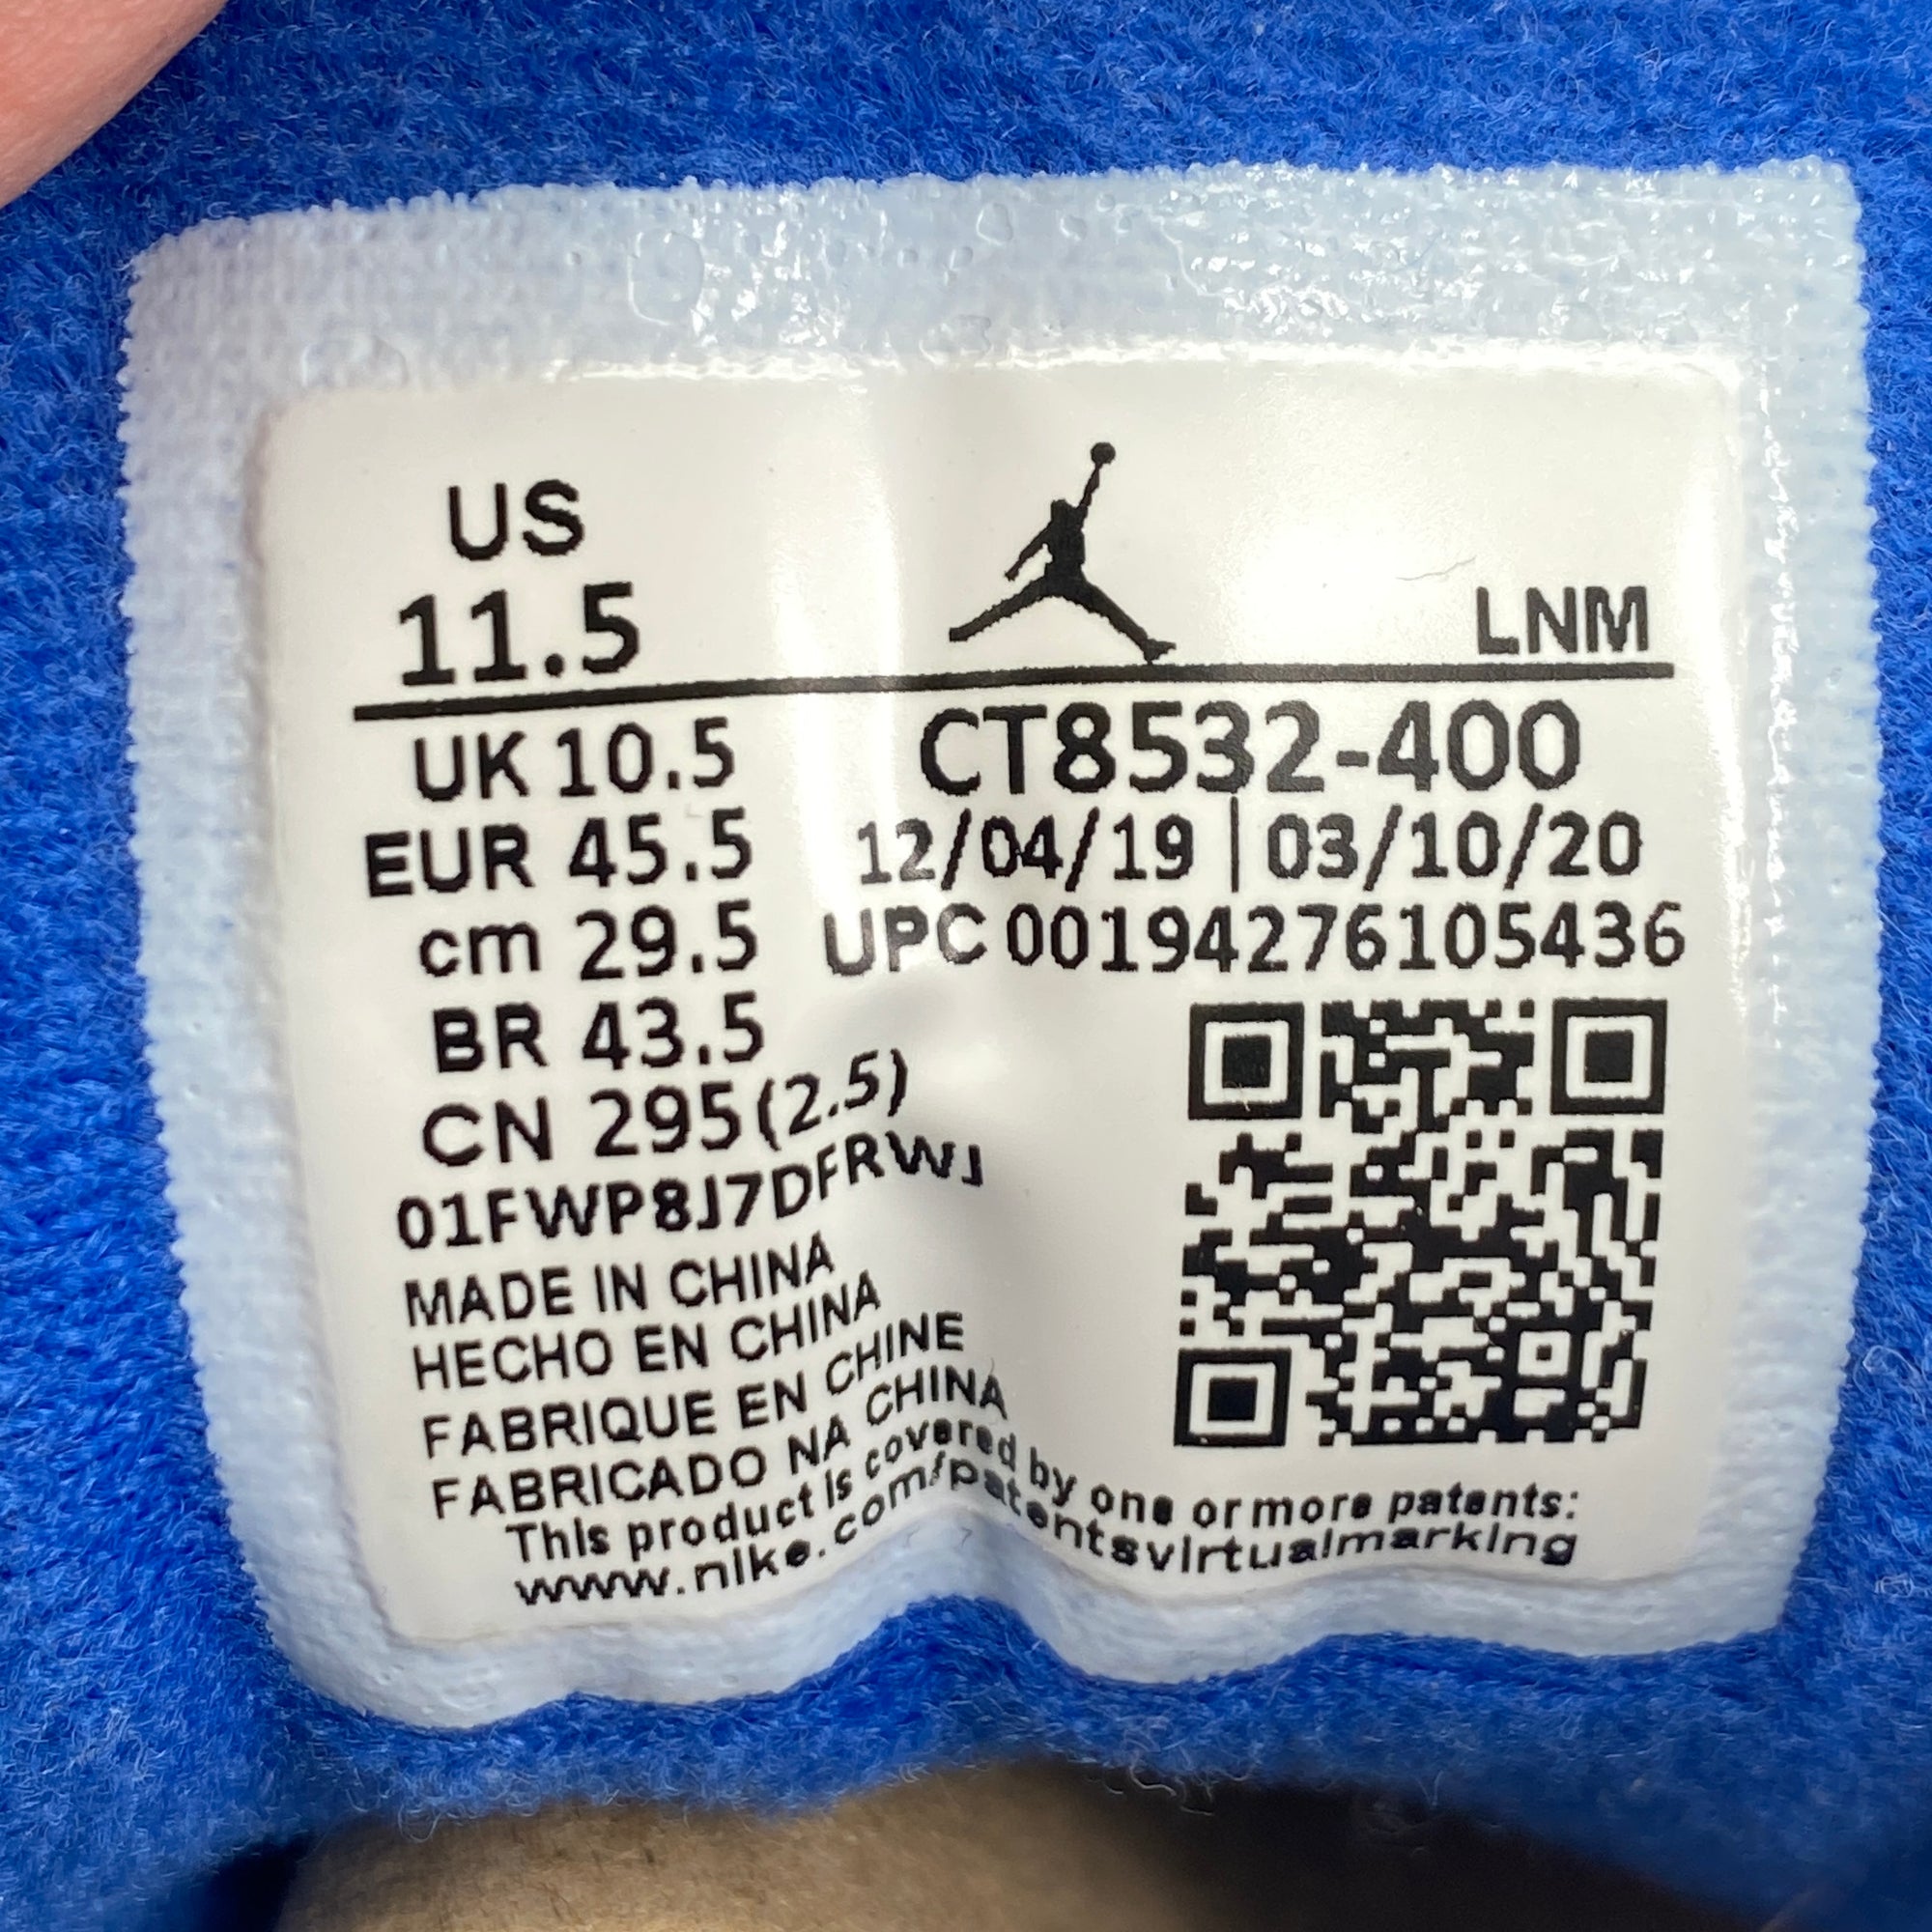 US
11.5
LNM
UK 10.5
EUR 45.5
cm 29.5
BR 43.5
CN 295(2.5)
CT8532-400
12/04/19 | 03/10/20
UPC 00194276105436
01FWP8J7DFRWJ
MADE IN CHINA
HECHO EN CHINA
FABRIQUE EN CHINE
FABRICADO NA CHINA
This product is covered by one or more patents:
www.nike.com/patentsvirtualmarking